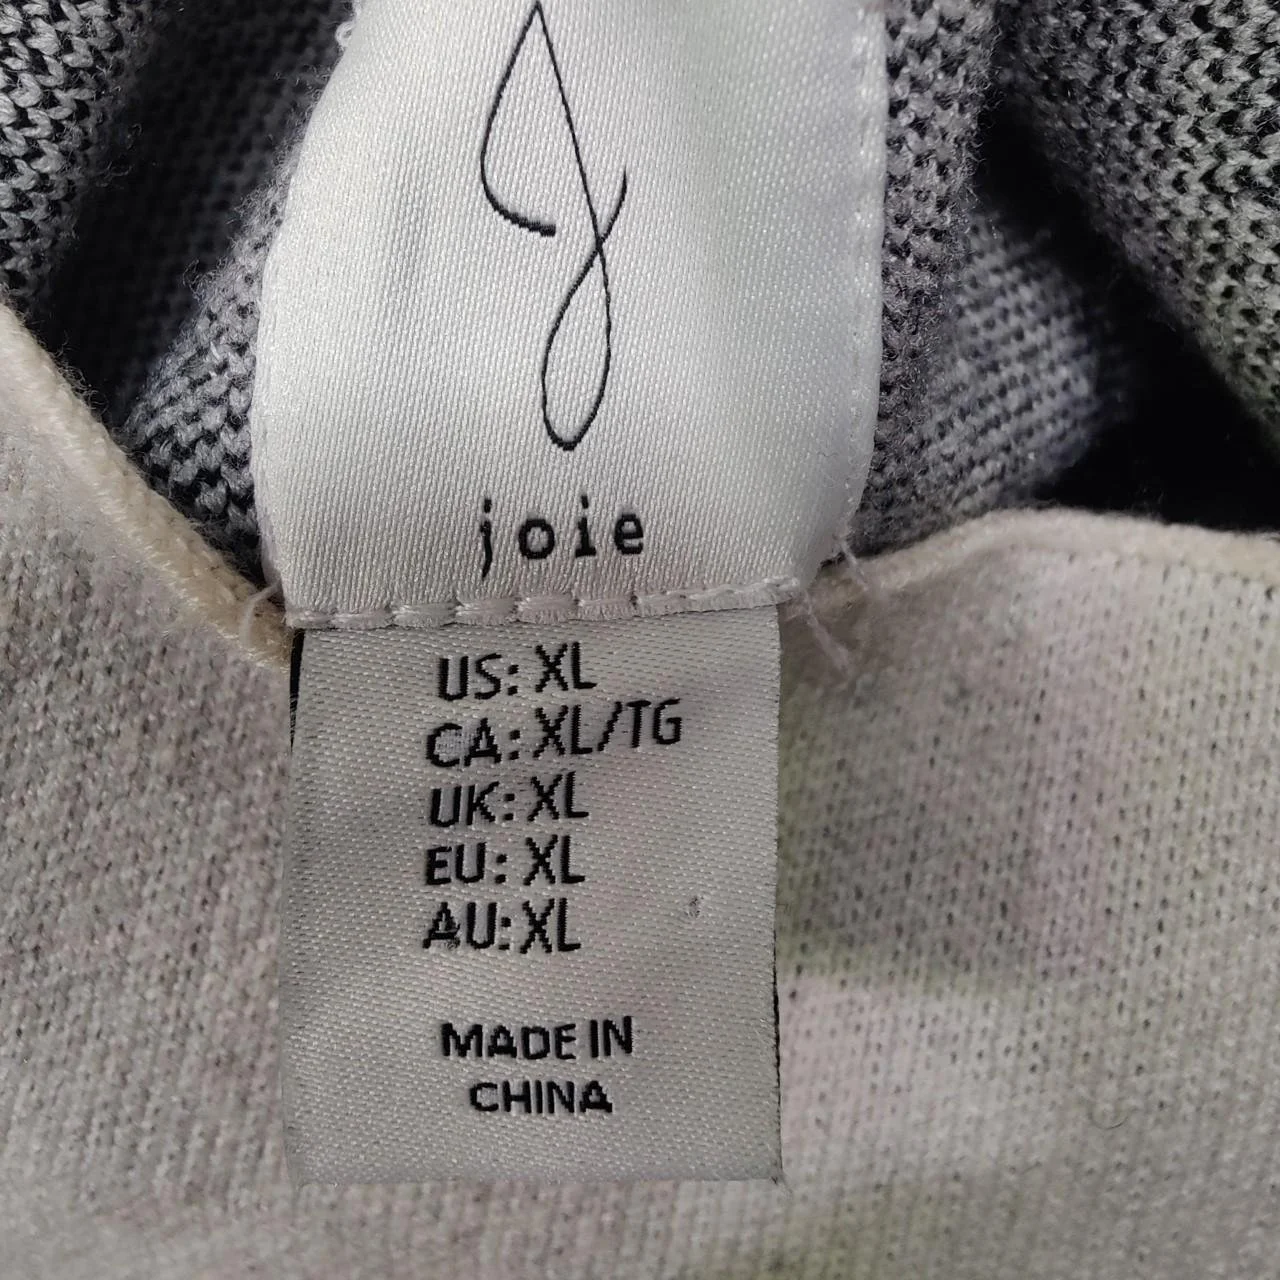 joie
US: XL
CA: XL/TG
UK: XL
EU: XL
AU: XL
MADE IN
CHINA